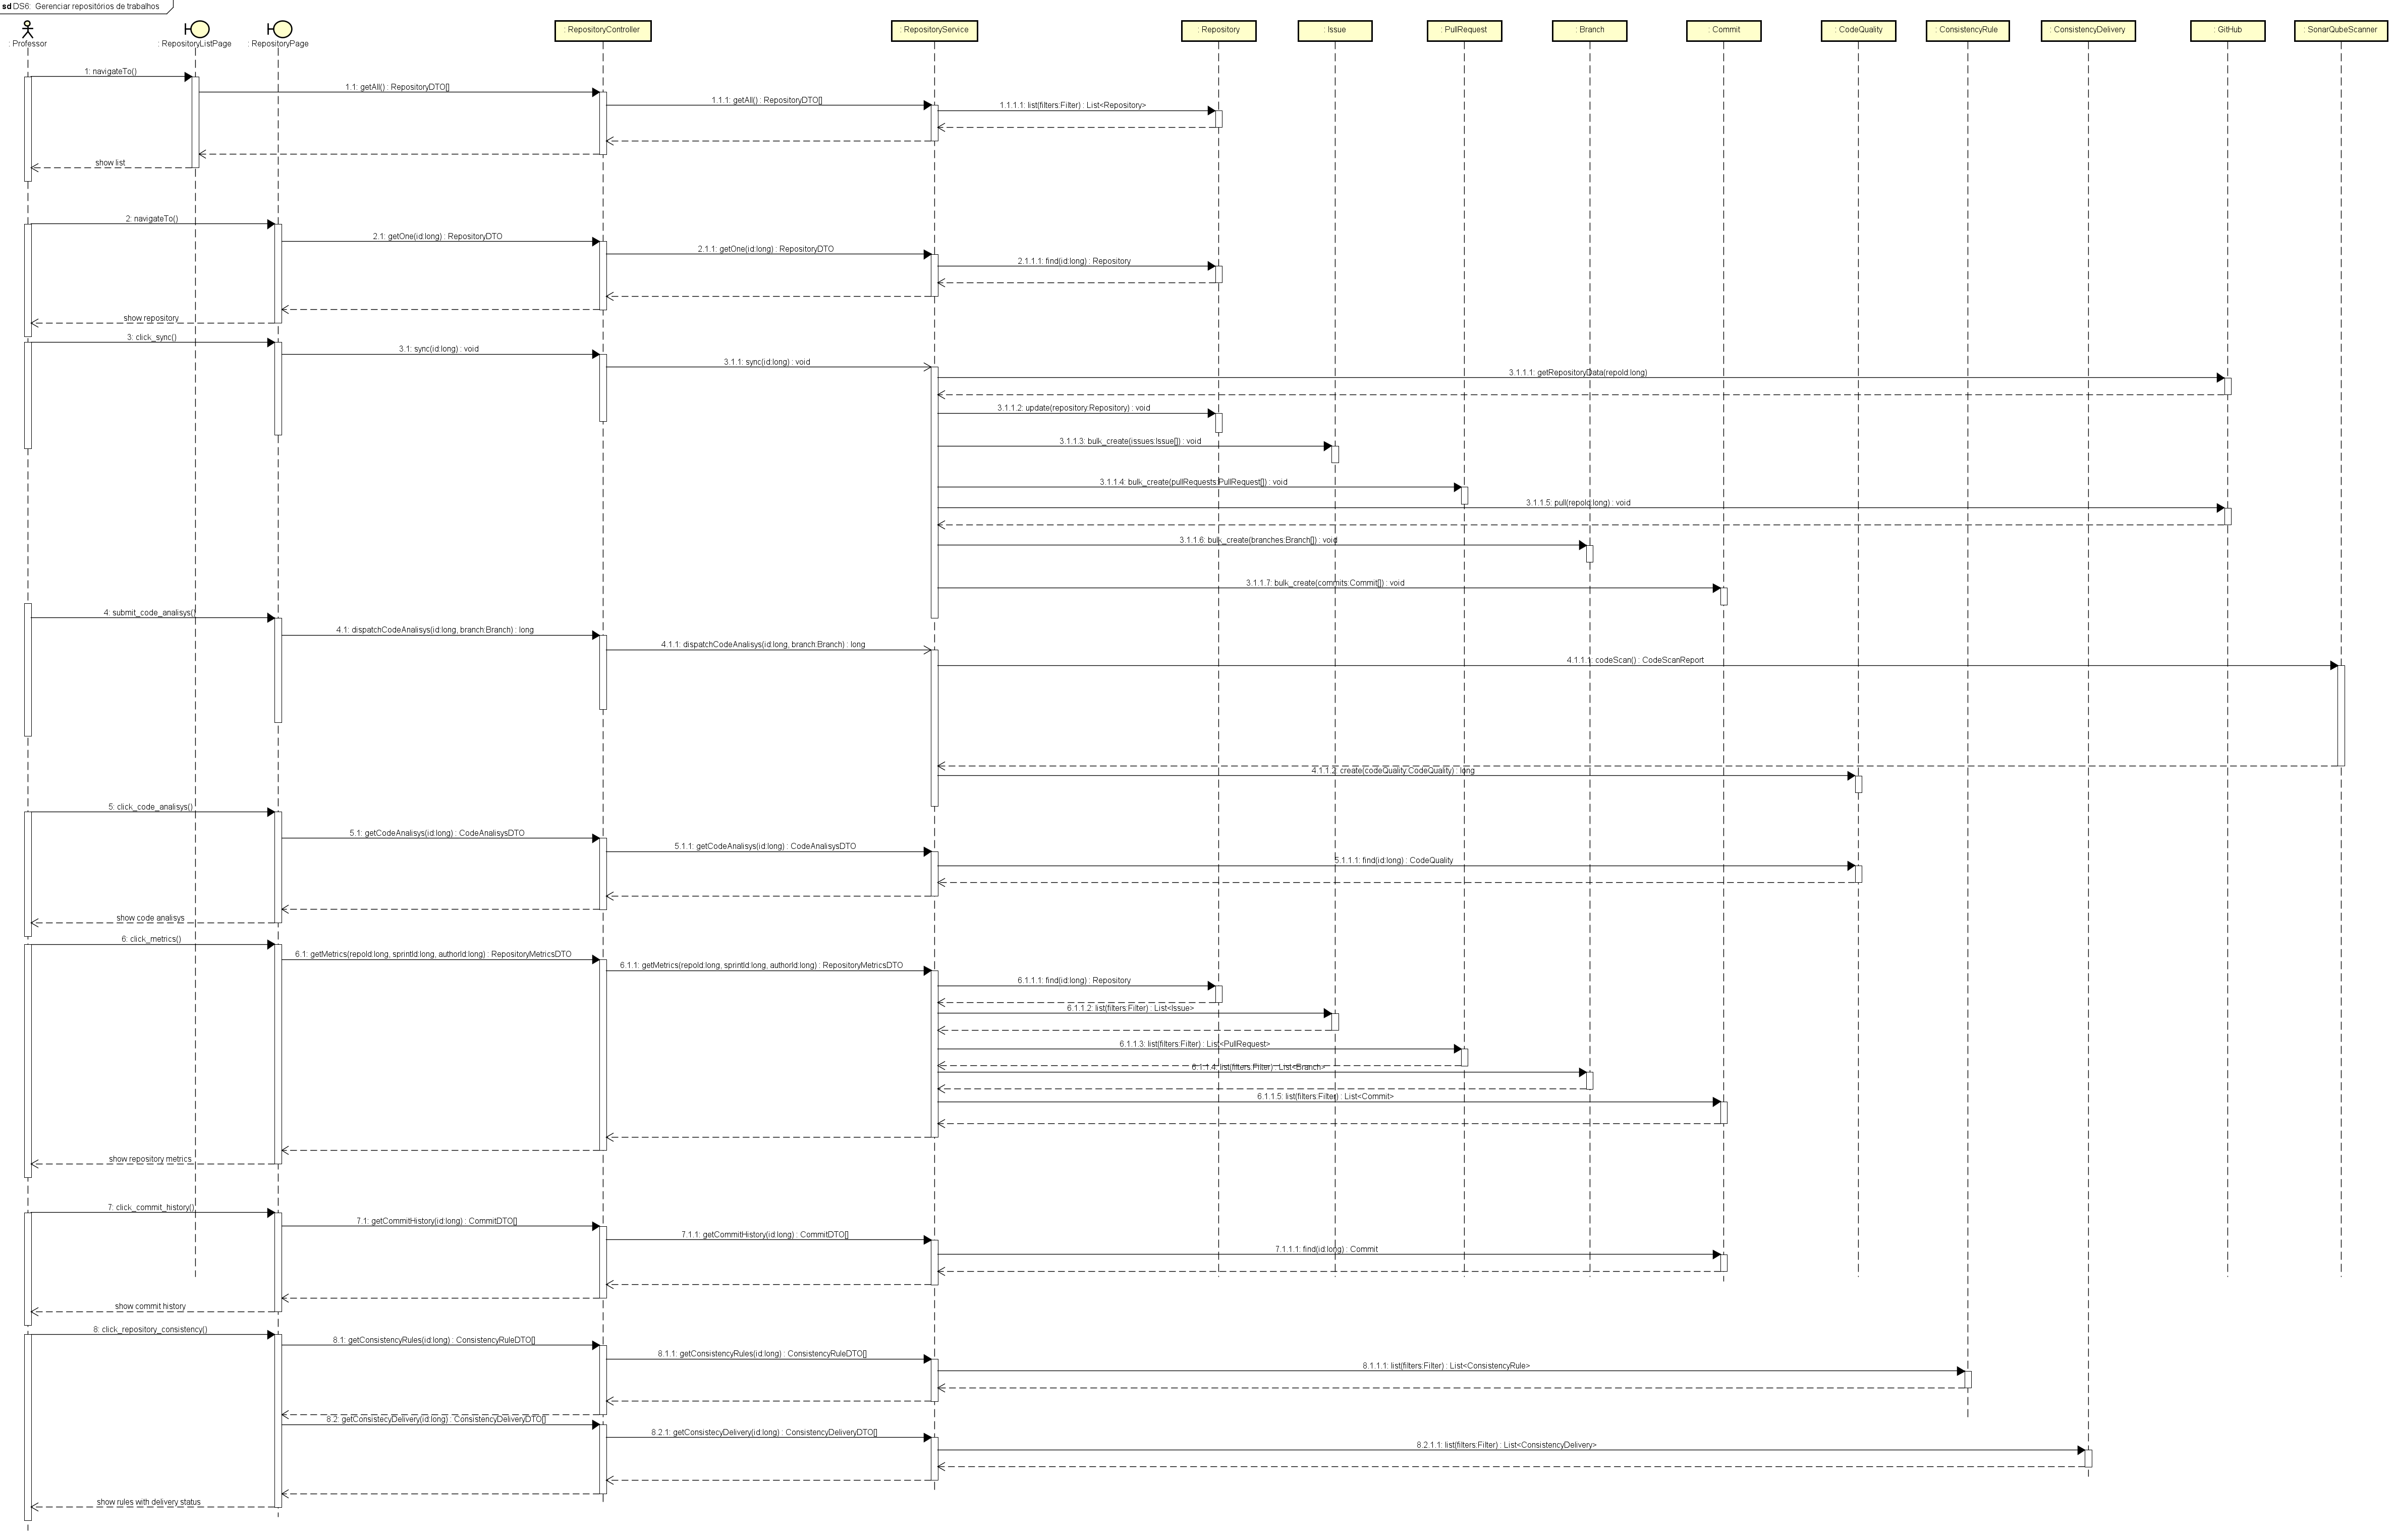 sd DS6: Gerenciar repositórios de trabalhos
: Professor
: RepositoryListPage
: RepositoryPage
: RepositoryController
: RepositoryService
: Repository
: Issue
: PullRequest
: Branch
: Commit
: CodeQuality
: ConsistencyRule
: ConsistencyDelivery
: GitHub
: SonarQubeScanner
1: navigateTo()
1.1: getAll() : RepositoryDTO[]
1.1.1: getAll() : RepositoryDTO[]
1.1.1.1: list(filters:Filter) : List<Repository>
show list
2: navigateTo()
2.1: getOne(id:long) : RepositoryDTO
2.1.1: getOne(id:long) : RepositoryDTO
2.1.1.1: find(id:long) : Repository
show repository
3: click_sync()
3.1: sync(id:long) : void
3.1.1: sync(id:long) : void
3.1.1.1: getRepositoryData(repoId:long)
3.1.1.2: update(repository:Repository) : void
3.1.1.3: bulk_create(issues:Issue[]) : void
3.1.1.4: bulk_create(pullRequests:PullRequest[]) : void
3.1.1.5: pull(repoId:long) : void
3.1.1.6: bulk_create(branches:Branch[]) : void
3.1.1.7: bulk_create(commits:Commit[]) : void
4: submit_code_analisys()
4.1: dispatchCodeAnalisys(id:long, branch:Branch) : long
4.1.1: dispatchCodeAnalisys(id:long, branch:Branch) : long
4.1.1.1: codeScan() : CodeScanReport
4.1.1.2: create(codeQuality:CodeQuality) : long
5: click_code_analisys()
5.1: getCodeAnalisys(id:long) : CodeAnalisysDTO
5.1.1: getCodeAnalisys(id:long) : CodeAnalisysDTO
5.1.1.1: find(id:long) : CodeQuality
show code analisys
6: click_metrics()
6.1: getMetrics(repoId:long, sprintId:long, authorId:long) : RepositoryMetricsDTO
6.1.1: getMetrics(repoId:long, sprintId:long, authorId:long) : RepositoryMetricsDTO
6.1.1.1: find(id:long) : Repository
6.1.1.2: list(filters:Filter) : List<Issue>
6.1.1.3: list(filters:Filter) : List<PullRequest>
6.1.1.4: list(filters:Filter) : List<Branch>
6.1.1.5: list(filters:Filter) : List<Commit>
show repository metrics
7: click_commit_history()
7.1: getCommitHistory(id:long) : CommitDTO[]
7.1.1: getCommitHistory(id:long) : CommitDTO[]
7.1.1.1: find(id:long) : Commit
show commit history
8: click_repository_consistency()
8.1: getConsistencyRules(id:long) : ConsistencyRuleDTO[]
8.1.1: getConsistencyRules(id:long) : ConsistencyRuleDTO[]
8.1.1.1: list(filters:Filter) : List<ConsistencyRule>
8.2: getConsistecyDelivery(id:long) : ConsistencyDeliveryDTO[]
8.2.1: getConsistecyDelivery(id:long) : ConsistencyDeliveryDTO[]
8.2.1.1: list(filters:Filter) : List<ConsistencyDelivery>
show rules with delivery status